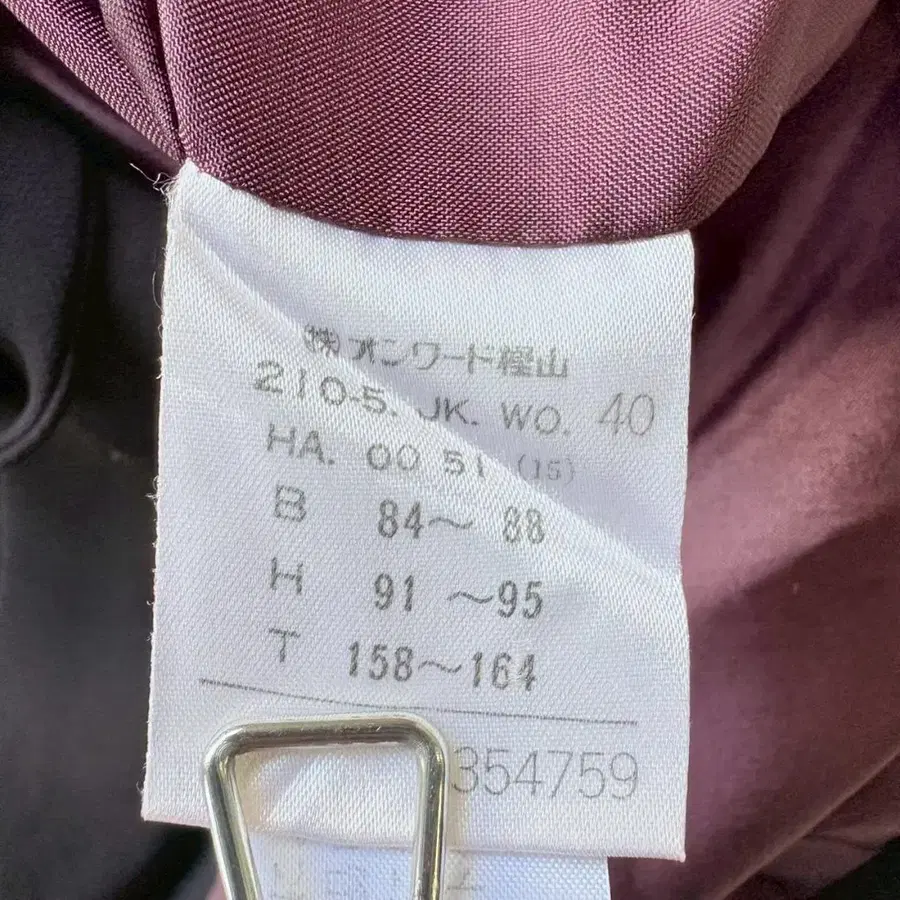 ㈱オンワード樫山
210-5. JK. WO. 40
HA. 00 51 (15)
B 84～ 88
H 91 ～95
T 158～164
354759